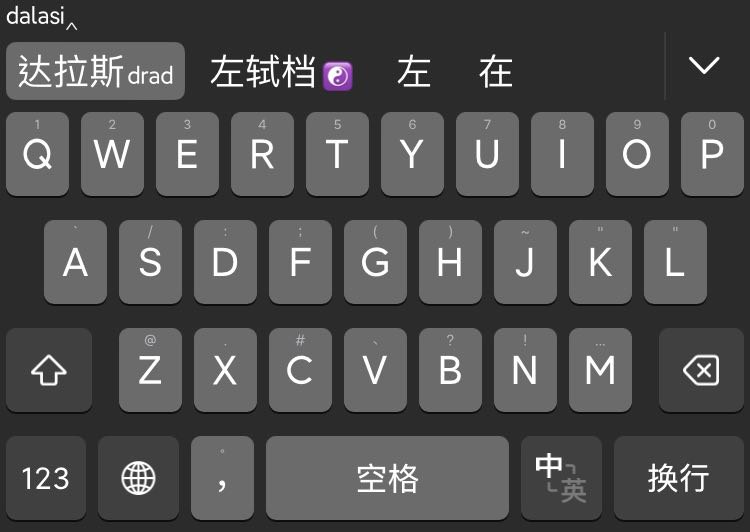 dalasi‸
达拉斯drad 左轼档☯️ 左 在
1 2 3 4 5 6 7 8 9 0
Q W E R T Y U I O P
` / : ; ( ) ~ " "
A S D F G H J K L
@ . # 、 ? ! ...
Z X C V B N M
123 ， 。 空格 中 英 换行